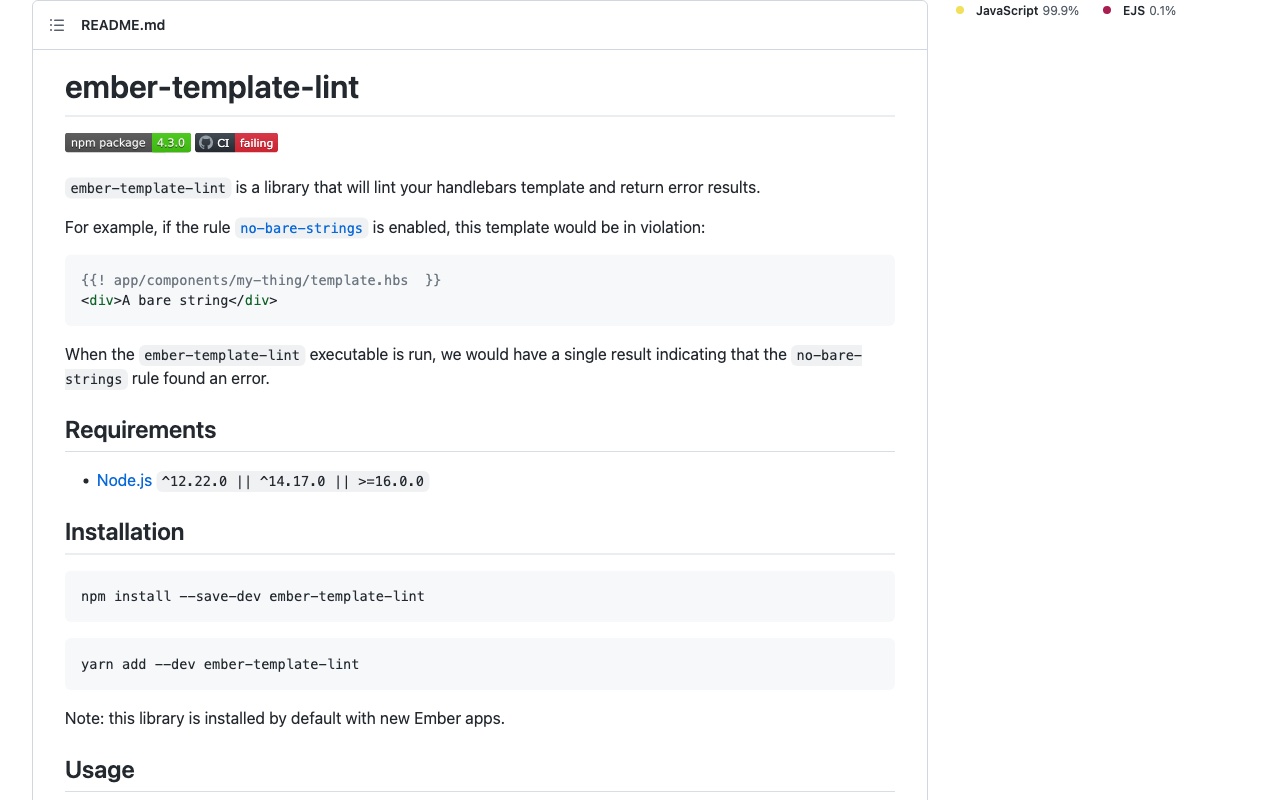 README.md
JavaScript 99.9% EJS 0.1%
ember-template-lint
npm package 4.3.0 CI failing
ember-template-lint is a library that will lint your handlebars template and return error results.
For example, if the rule no-bare-strings is enabled, this template would be in violation:
{{! app/components/my-thing/template.hbs  }}
<div>A bare string</div>
When the ember-template-lint executable is run, we would have a single result indicating that the no-bare-
strings rule found an error.
Requirements
• Node.js ^12.22.0 || ^14.17.0 || >=16.0.0
Installation
npm install --save-dev ember-template-lint
yarn add --dev ember-template-lint
Note: this library is installed by default with new Ember apps.
Usage